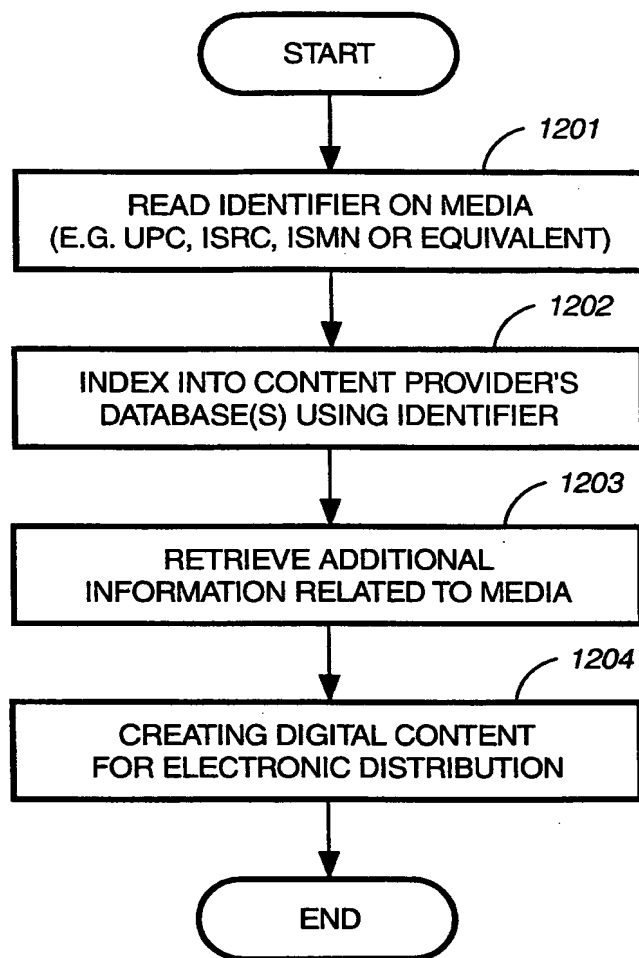 START
1201
READ IDENTIFIER ON MEDIA
(E.G. UPC, ISRC, ISMN OR EQUIVALENT)
1202
INDEX INTO CONTENT PROVIDER'S
DATABASE(S) USING IDENTIFIER
1203
RETRIEVE ADDITIONAL
INFORMATION RELATED TO MEDIA
1204
CREATING DIGITAL CONTENT
FOR ELECTRONIC DISTRIBUTION
END